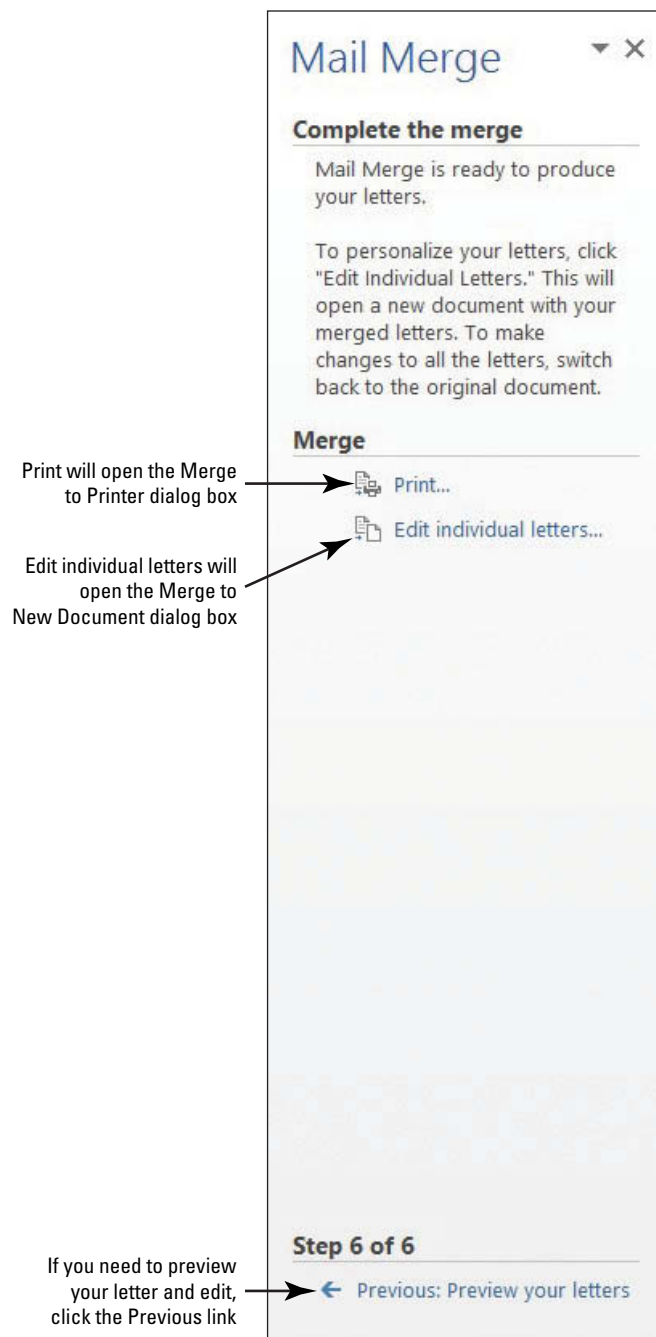 Mail Merge
Complete the merge
Mail Merge is ready to produce
your letters.
To personalize your letters, click
"Edit Individual Letters." This will
open a new document with your
merged letters. To make
changes to all the letters, switch
back to the original document.
Merge
Print will open the Merge
to Printer dialog box
Print...
Edit individual letters...
Edit individual letters will
open the Merge to
New Document dialog box
Step 6 of 6
If you need to preview
your letter and edit,
click the Previous link
Previous: Preview your letters